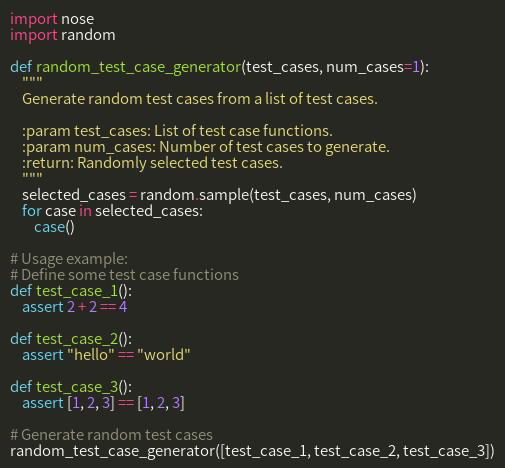 import nose
import random

def random_test_case_generator(test_cases, num_cases=1):
    """
    Generate random test cases from a list of test cases.

    :param test_cases: List of test case functions.
    :param num_cases: Number of test cases to generate.
    :return: Randomly selected test cases.
    """
    selected_cases = random.sample(test_cases, num_cases)
    for case in selected_cases:
        case()

# Usage example:
# Define some test case functions
def test_case_1():
    assert 2 + 2 == 4

def test_case_2():
    assert "hello" == "world"

def test_case_3():
    assert [1, 2, 3] == [1, 2, 3]

# Generate random test cases
random_test_case_generator([test_case_1, test_case_2, test_case_3])